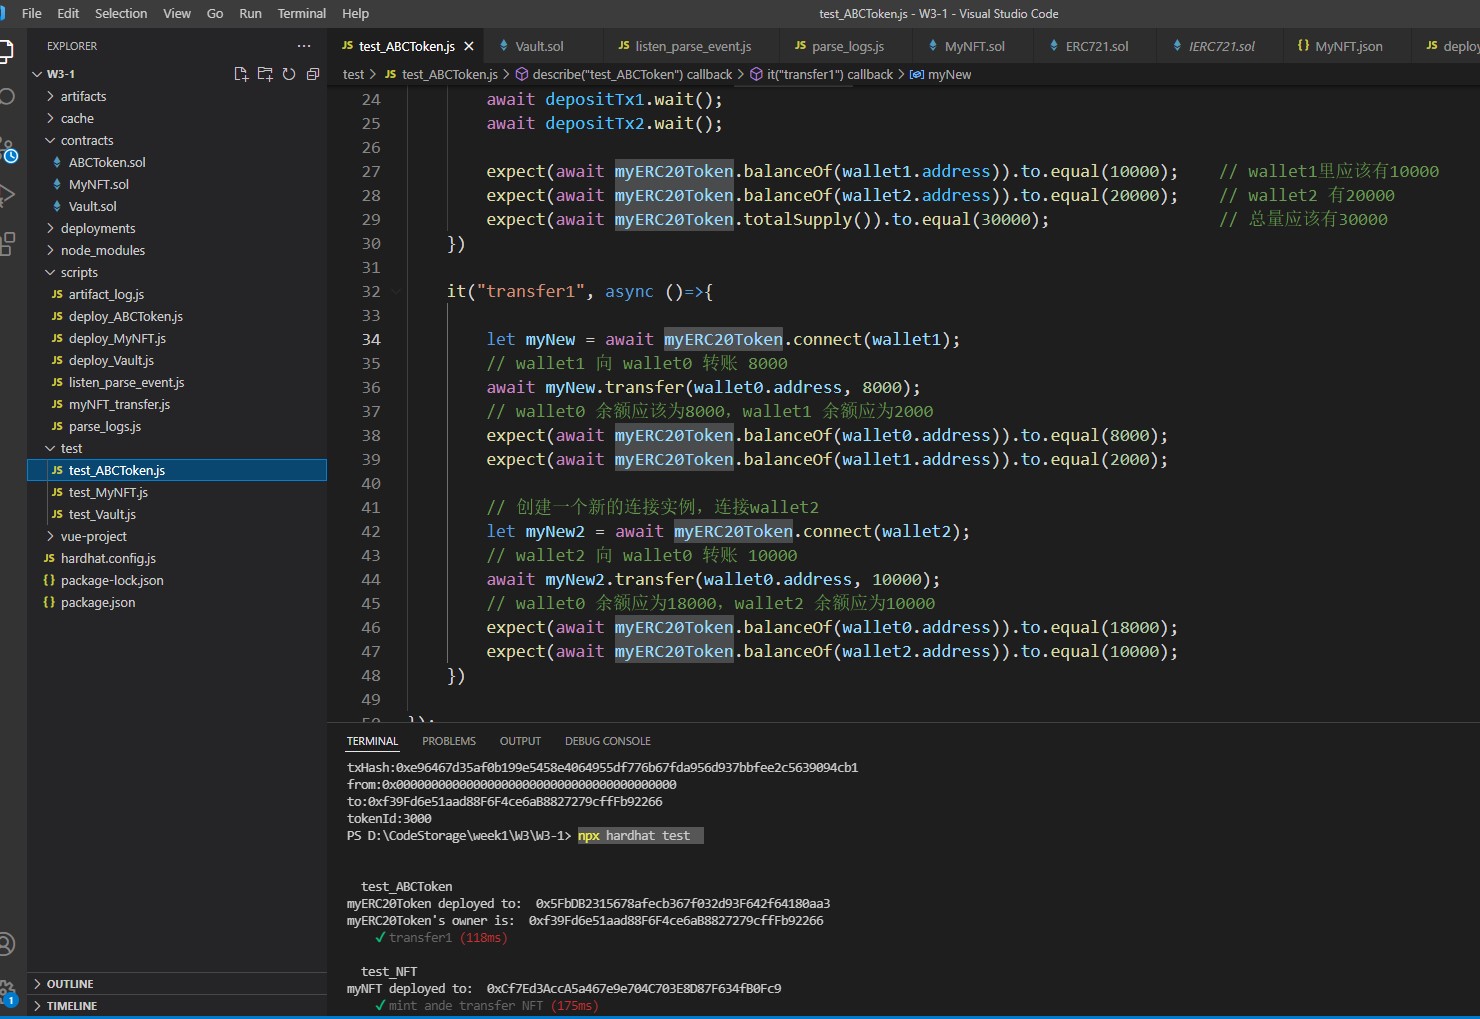 File Edit Selection View Go Run Terminal Help
test_ABCToken.js - W3-1 - Visual Studio Code
EXPLORER ···
JS test_ABCToken.js × Vault.sol JS listen_parse_event.js JS parse_logs.js MyNFT.sol ERC721.sol IERC721.sol {} MyNFT.json JS deploy
test > JS test_ABCToken.js > describe("test_ABCToken") callback > it("transfer1") callback > myNew
W3-1
artifacts
cache
contracts
ABCToken.sol
MyNFT.sol
Vault.sol
deployments
node_modules
scripts
JS artifact_log.js
JS deploy_ABCToken.js
JS deploy_MyNFT.js
JS deploy_Vault.js
JS listen_parse_event.js
JS myNFT_transfer.js
JS parse_logs.js
test
JS test_ABCToken.js
JS test_MyNFT.js
JS test_Vault.js
vue-project
JS hardhat.config.js
{} package-lock.json
{} package.json
OUTLINE
TIMELINE
1
24 await depositTx1.wait();
25 await depositTx2.wait();
26
27 expect(await myERC20Token.balanceOf(wallet1.address)).to.equal(10000); // wallet1里应该有10000
28 expect(await myERC20Token.balanceOf(wallet2.address)).to.equal(20000); // wallet2 有20000
29 expect(await myERC20Token.totalSupply()).to.equal(30000); // 总量应该有30000
30 })
31
32 it("transfer1", async ()=>{
33
34 let myNew = await myERC20Token.connect(wallet1);
35 // wallet1 向 wallet0 转账 8000
36 await myNew.transfer(wallet0.address, 8000);
37 // wallet0 余额应该为8000，wallet1 余额应为2000
38 expect(await myERC20Token.balanceOf(wallet0.address)).to.equal(8000);
39 expect(await myERC20Token.balanceOf(wallet1.address)).to.equal(2000);
40
41 // 创建一个新的连接实例，连接wallet2
42 let myNew2 = await myERC20Token.connect(wallet2);
43 // wallet2 向 wallet0 转账 10000
44 await myNew2.transfer(wallet0.address, 10000);
45 // wallet0 余额应为18000，wallet2 余额应为10000
46 expect(await myERC20Token.balanceOf(wallet0.address)).to.equal(18000);
47 expect(await myERC20Token.balanceOf(wallet2.address)).to.equal(10000);
48 })
49
50 });
TERMINAL PROBLEMS OUTPUT DEBUG CONSOLE
txHash:0xe96467d35af0b199e5458e4064955df776b67fda956d937bbfee2c5639094cb1
from:0x0000000000000000000000000000000000000000
to:0xf39Fd6e51aad88F6F4ce6aB8827279cffFb92266
tokenId:3000
PS D:\CodeStorage\week1\W3\W3-1> npx hardhat test
test_ABCToken
myERC20Token deployed to: 0x5FbDB2315678afecb367f032d93F642f64180aa3
myERC20Token's owner is: 0xf39Fd6e51aad88F6F4ce6aB8827279cffFb92266
✓ transfer1 (118ms)
test_NFT
myNFT deployed to: 0xCf7Ed3AccA5a467e9e704C703E8D87F634fB0Fc9
✓ mint ande transfer NFT (175ms)